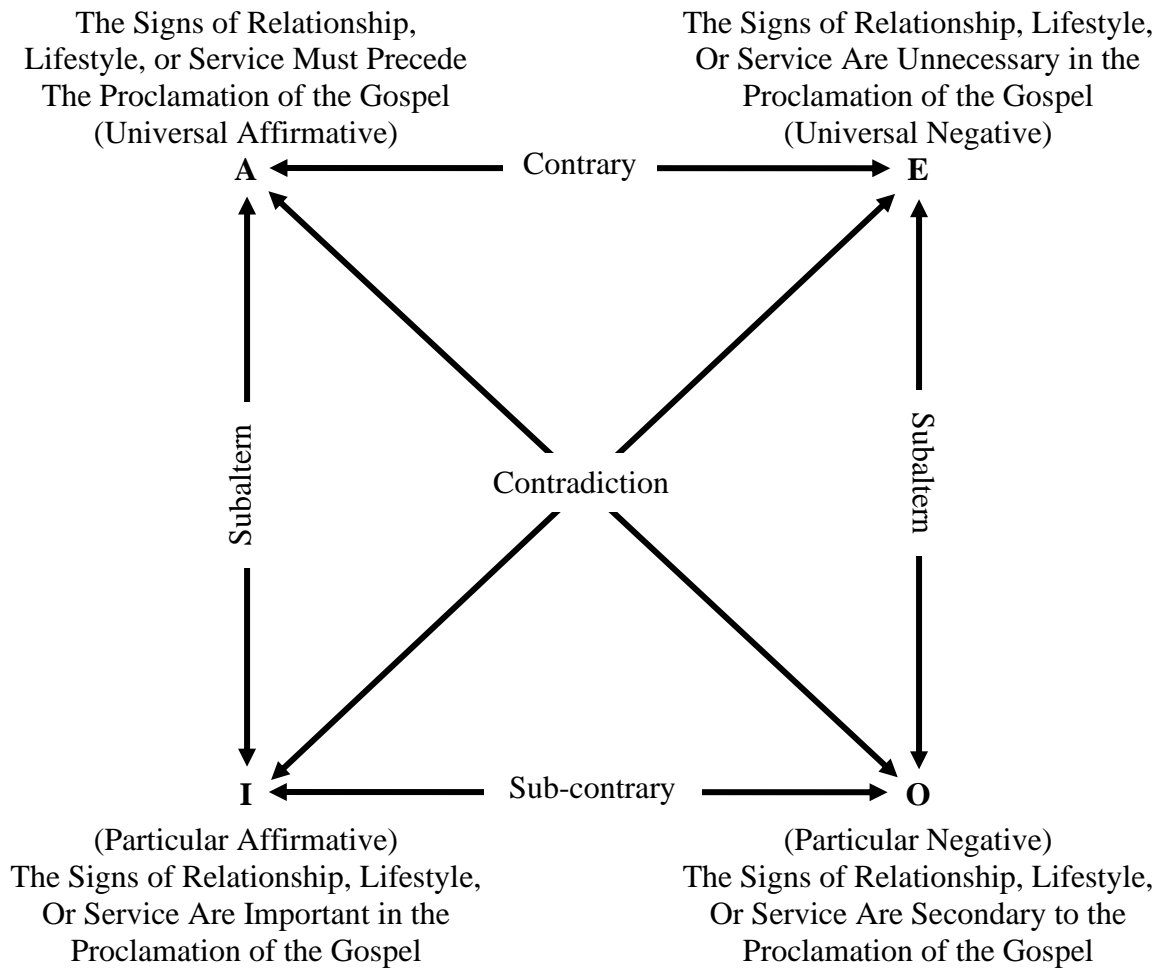 The Signs of Relationship,
Lifestyle, or Service Must Precede
The Proclamation of the Gospel
(Universal Affirmative)
A
The Signs of Relationship, Lifestyle,
Or Service Are Unnecessary in the
Proclamation of the Gospel
(Universal Negative)
E
Contrary
Subaltern
Contradiction
Subaltern
Sub-contrary
I
(Particular Affirmative)
The Signs of Relationship, Lifestyle,
Or Service Are Important in the
Proclamation of the Gospel
O
(Particular Negative)
The Signs of Relationship, Lifestyle,
Or Service Are Secondary to the
Proclamation of the Gospel